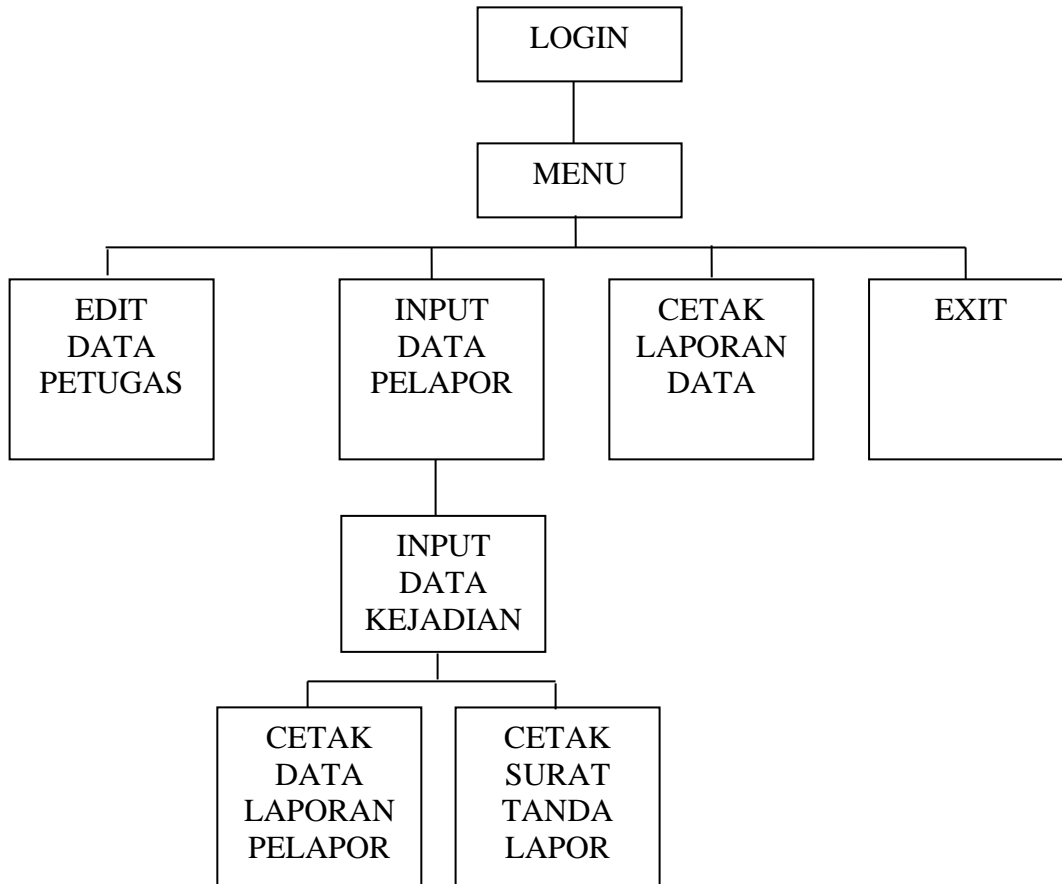 LOGIN
MENU
EDIT
DATA
PETUGAS
INPUT
DATA
PELAPOR
CETAK
LAPORAN
DATA
EXIT
INPUT
DATA
KEJADIAN
CETAK
DATA
LAPORAN
PELAPOR
CETAK
SURAT
TANDA
LAPOR